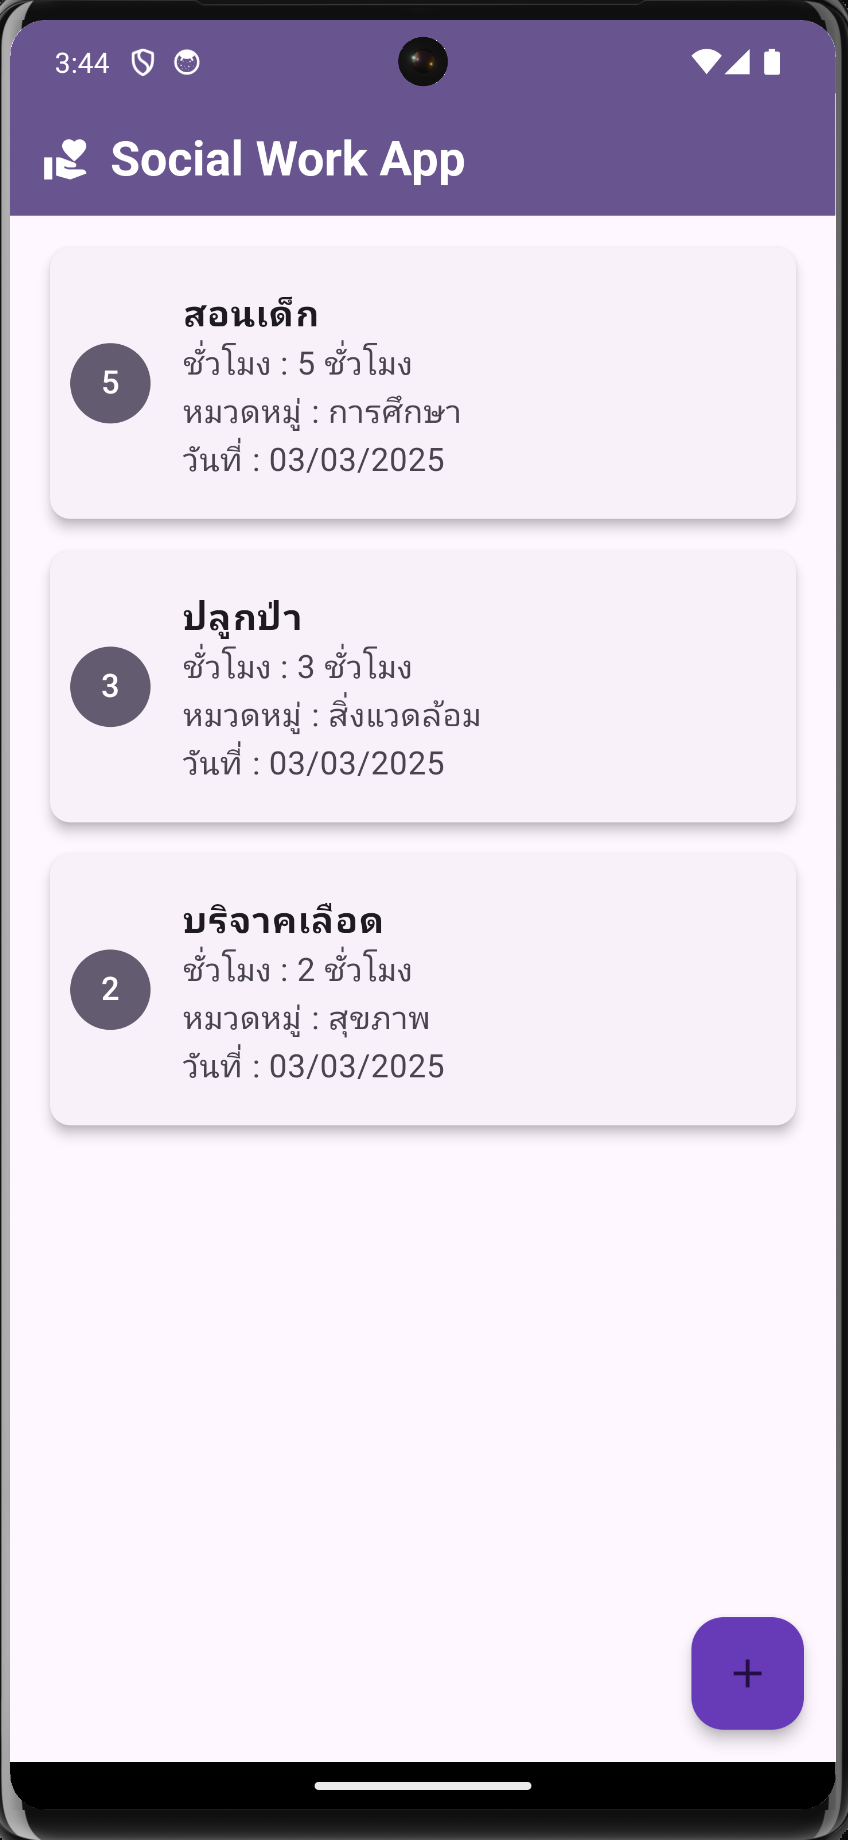 3:44
Social Work App
สอนเด็ก
5
ชั่วโมง : 5 ชั่วโมง
หมวดหมู่ : การศึกษา
วันที่ : 03/03/2025
ปลูกป่า
3
ชั่วโมง : 3 ชั่วโมง
หมวดหมู่ : สิ่งแวดล้อม
วันที่ : 03/03/2025
บริจาคเลือด
2
ชั่วโมง : 2 ชั่วโมง
หมวดหมู่ : สุขภาพ
วันที่ : 03/03/2025